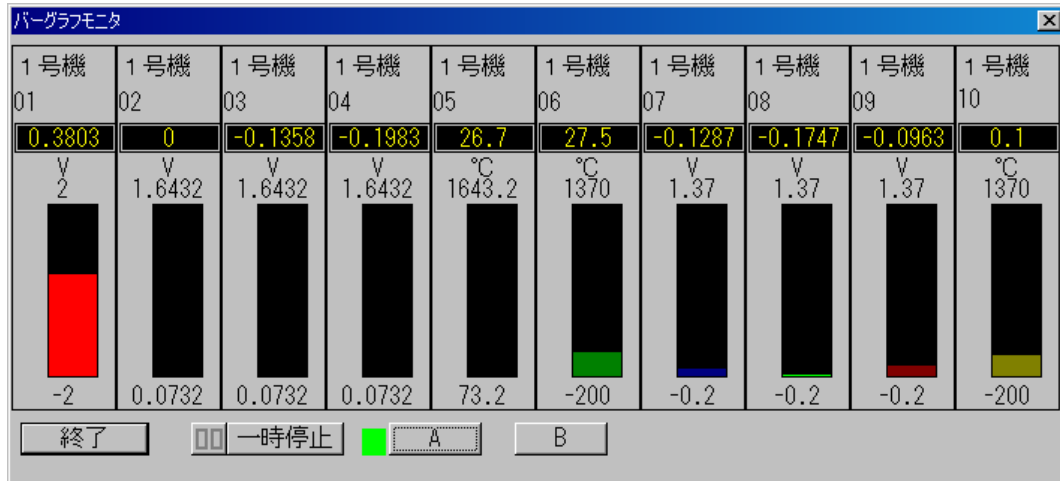 バーグラフモニタ
1号機 1号機 1号機 1号機 1号機 1号機 1号機 1号機 1号機 1号機
01 02 03 04 05 06 07 08 09 10
0.3803 0 -0.1358 -0.1983 26.7 27.5 -0.1287 -0.1747 -0.0963 0.1
V V V V ℃ ℃ V V V ℃
2 1.6432 1.6432 1.6432 1643.2 1370 1.37 1.37 1.37 1370
-2 0.0732 0.0732 0.0732 73.2 -200 -0.2 -0.2 -0.2 -200
終了 一時停止 A B